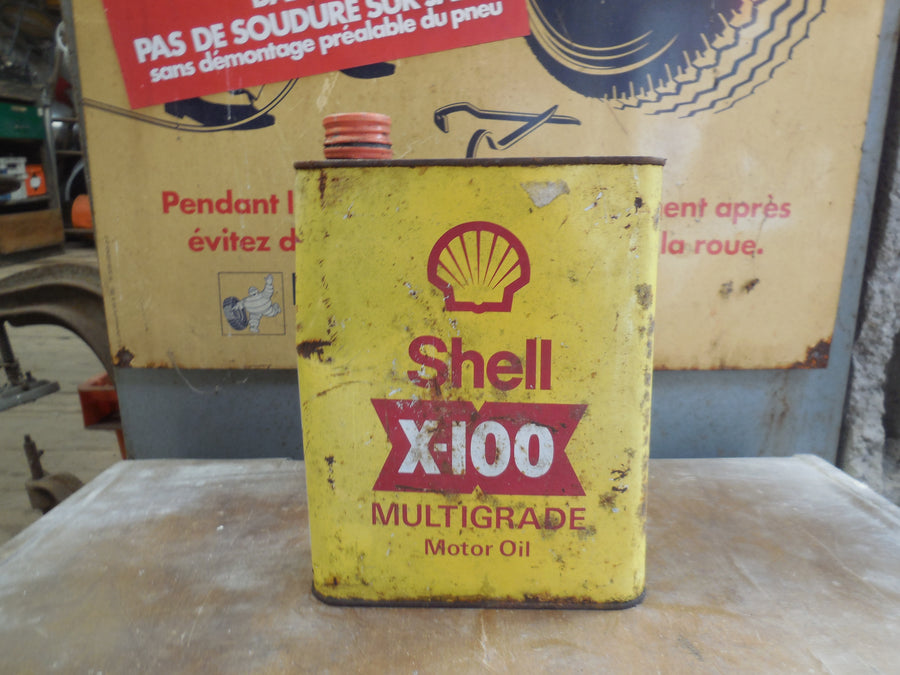 PAS DE SOUDURE SUR
sans démontage préalable du pneu
Pendant
ent après
évitez
la roue.
Shell
X-100
MULTIGRADE
Motor Oil